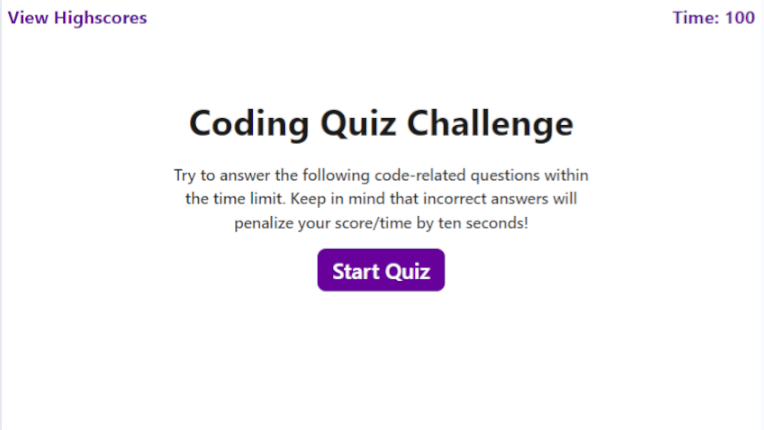 View Highscores
Time: 100
Coding Quiz Challenge
Try to answer the following code-related questions within
the time limit. Keep in mind that incorrect answers will
penalize your score/time by ten seconds!
Start Quiz